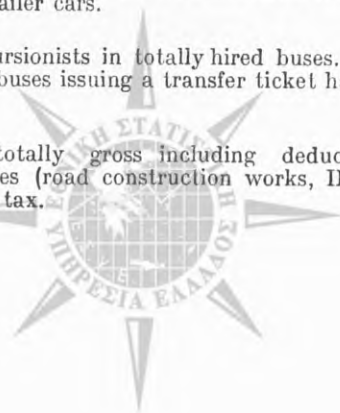 ailer cars.
rsionists in totally hired buses.
buses issuing a transfer ticket h
totally gross including deduc
es (road construction works, I
tax.
ΕΘΝΙΚΗ ΣΤΑΤΙΣ
ΥΠΗΡΕΣΙΑ ΕΛΛΑΔΟΣ
Ε Σ Υ Ε